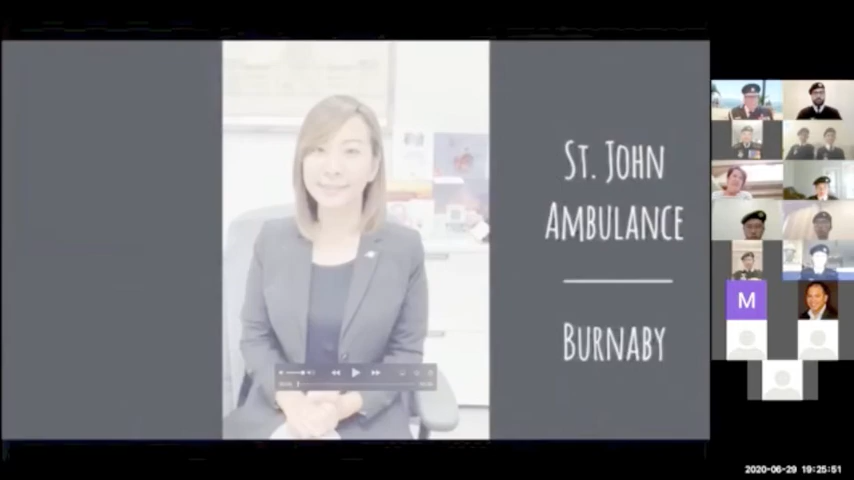 ST. JOHN
AMBULANCE
BURNABY
M
2020-06-29 19:25:51